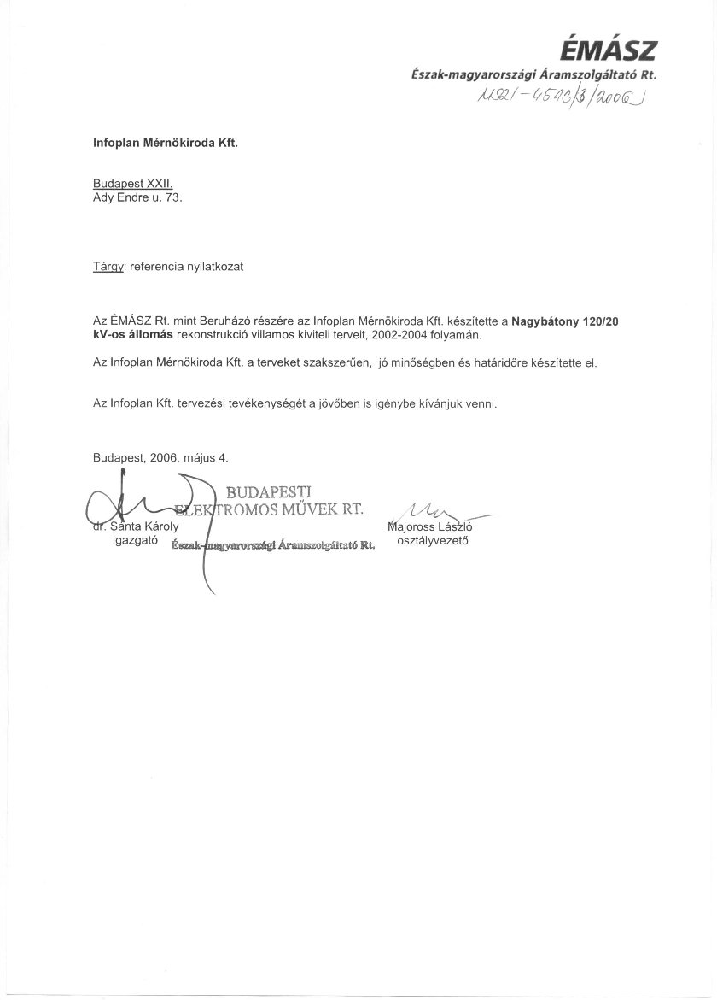 ÉMÁSZ
Észak-magyarországi Áramszolgáltató Rt.
Infoplan Mérnökiroda Kft.
Budapest XXII.
Ady Endre u. 73.
Tárgy: referencia nyilatkozat
Az ÉMÁSZ Rt. mint Beruházó részére az Infoplan Mérnökiroda Kft. készítette a Nagybátony 120/20
kV-os állomás rekonstrukció villamos kiviteli terveit, 2002-2004 folyamán.
Az Infoplan Mérnökiroda Kft. a terveket szakszerűen, jó minőségben és határidőre készítette el.
Az Infoplan Kft. tervezési tevékenységét a jövőben is igénybe kívánjuk venni.
Budapest, 2006. május 4.
BUDAPESTI
ELEKTROMOS MŰVEK RT.
dr. Sánta Károly
igazgató
Észak-magyarországi Áramszolgáltató Rt.
Majoross László
osztályvezető